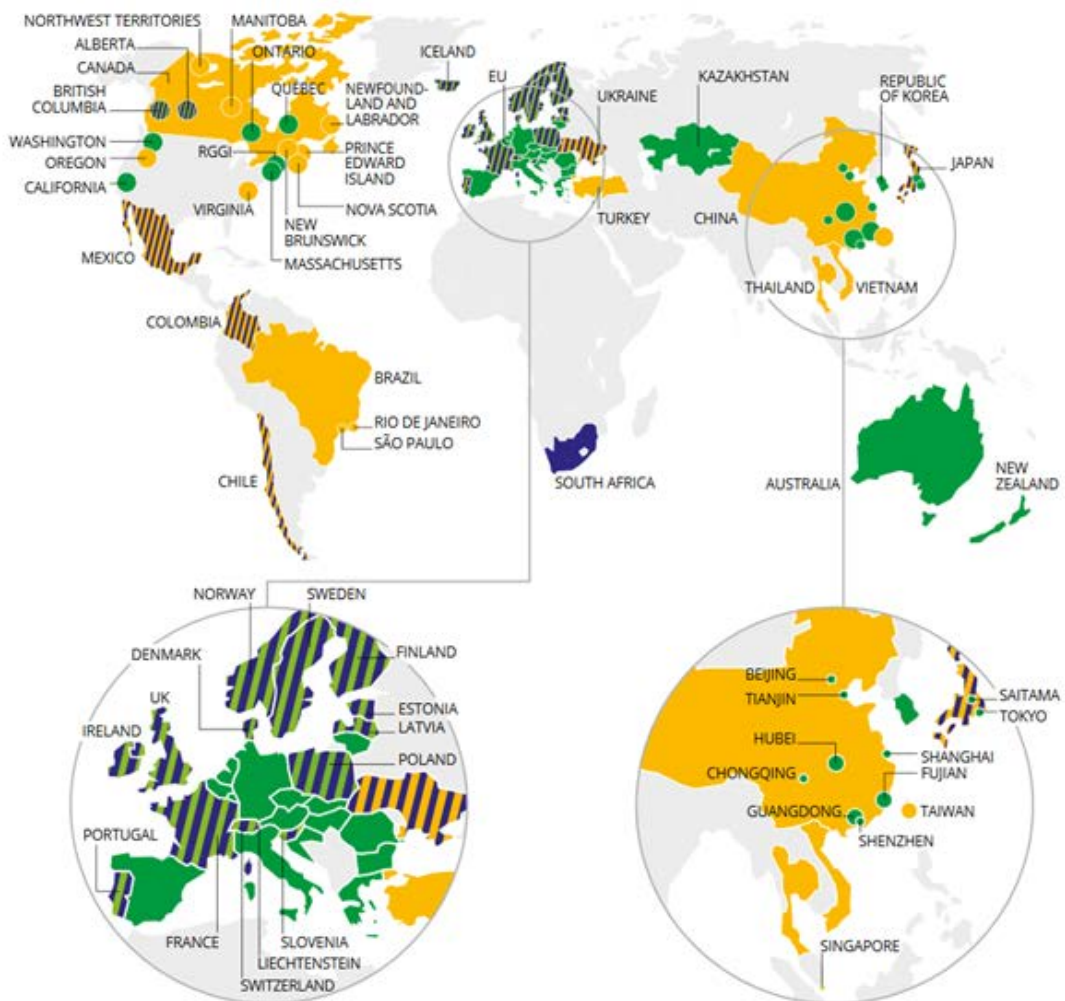 NORTHWEST TERRITORIES
MANITOBA
ALBERTA
ONTARIO
CANADA
BRITISH
COLUMBIA
QUÉBEC
NEWFOUND-
LAND AND
LABRADOR
WASHINGTON
OREGON
RGGI
PRINCE
EDWARD
ISLAND
CALIFORNIA
VIRGINIA
NOVA SCOTIA
NEW
BRUNSWICK
MASSACHUSETTS
MEXICO
ICELAND
EU
UKRAINE
KAZAKHSTAN
REPUBLIC
OF KOREA
JAPAN
TURKEY
CHINA
THAILAND
VIETNAM
COLOMBIA
BRAZIL
RIO DE JANEIRO
SÃO PAULO
CHILE
SOUTH AFRICA
AUSTRALIA
NEW
ZEALAND
NORWAY
SWEDEN
DENMARK
FINLAND
UK
ESTONIA
IRELAND
LATVIA
POLAND
PORTUGAL
FRANCE
SLOVENIA
LIECHTENSTEIN
SWITZERLAND
BEIJING
TIANJIN
SAITAMA
TOKYO
HUBEI
SHANGHAI
CHONGQING
FUJIAN
GUANGDONG
TAIWAN
SHENZHEN
SINGAPORE